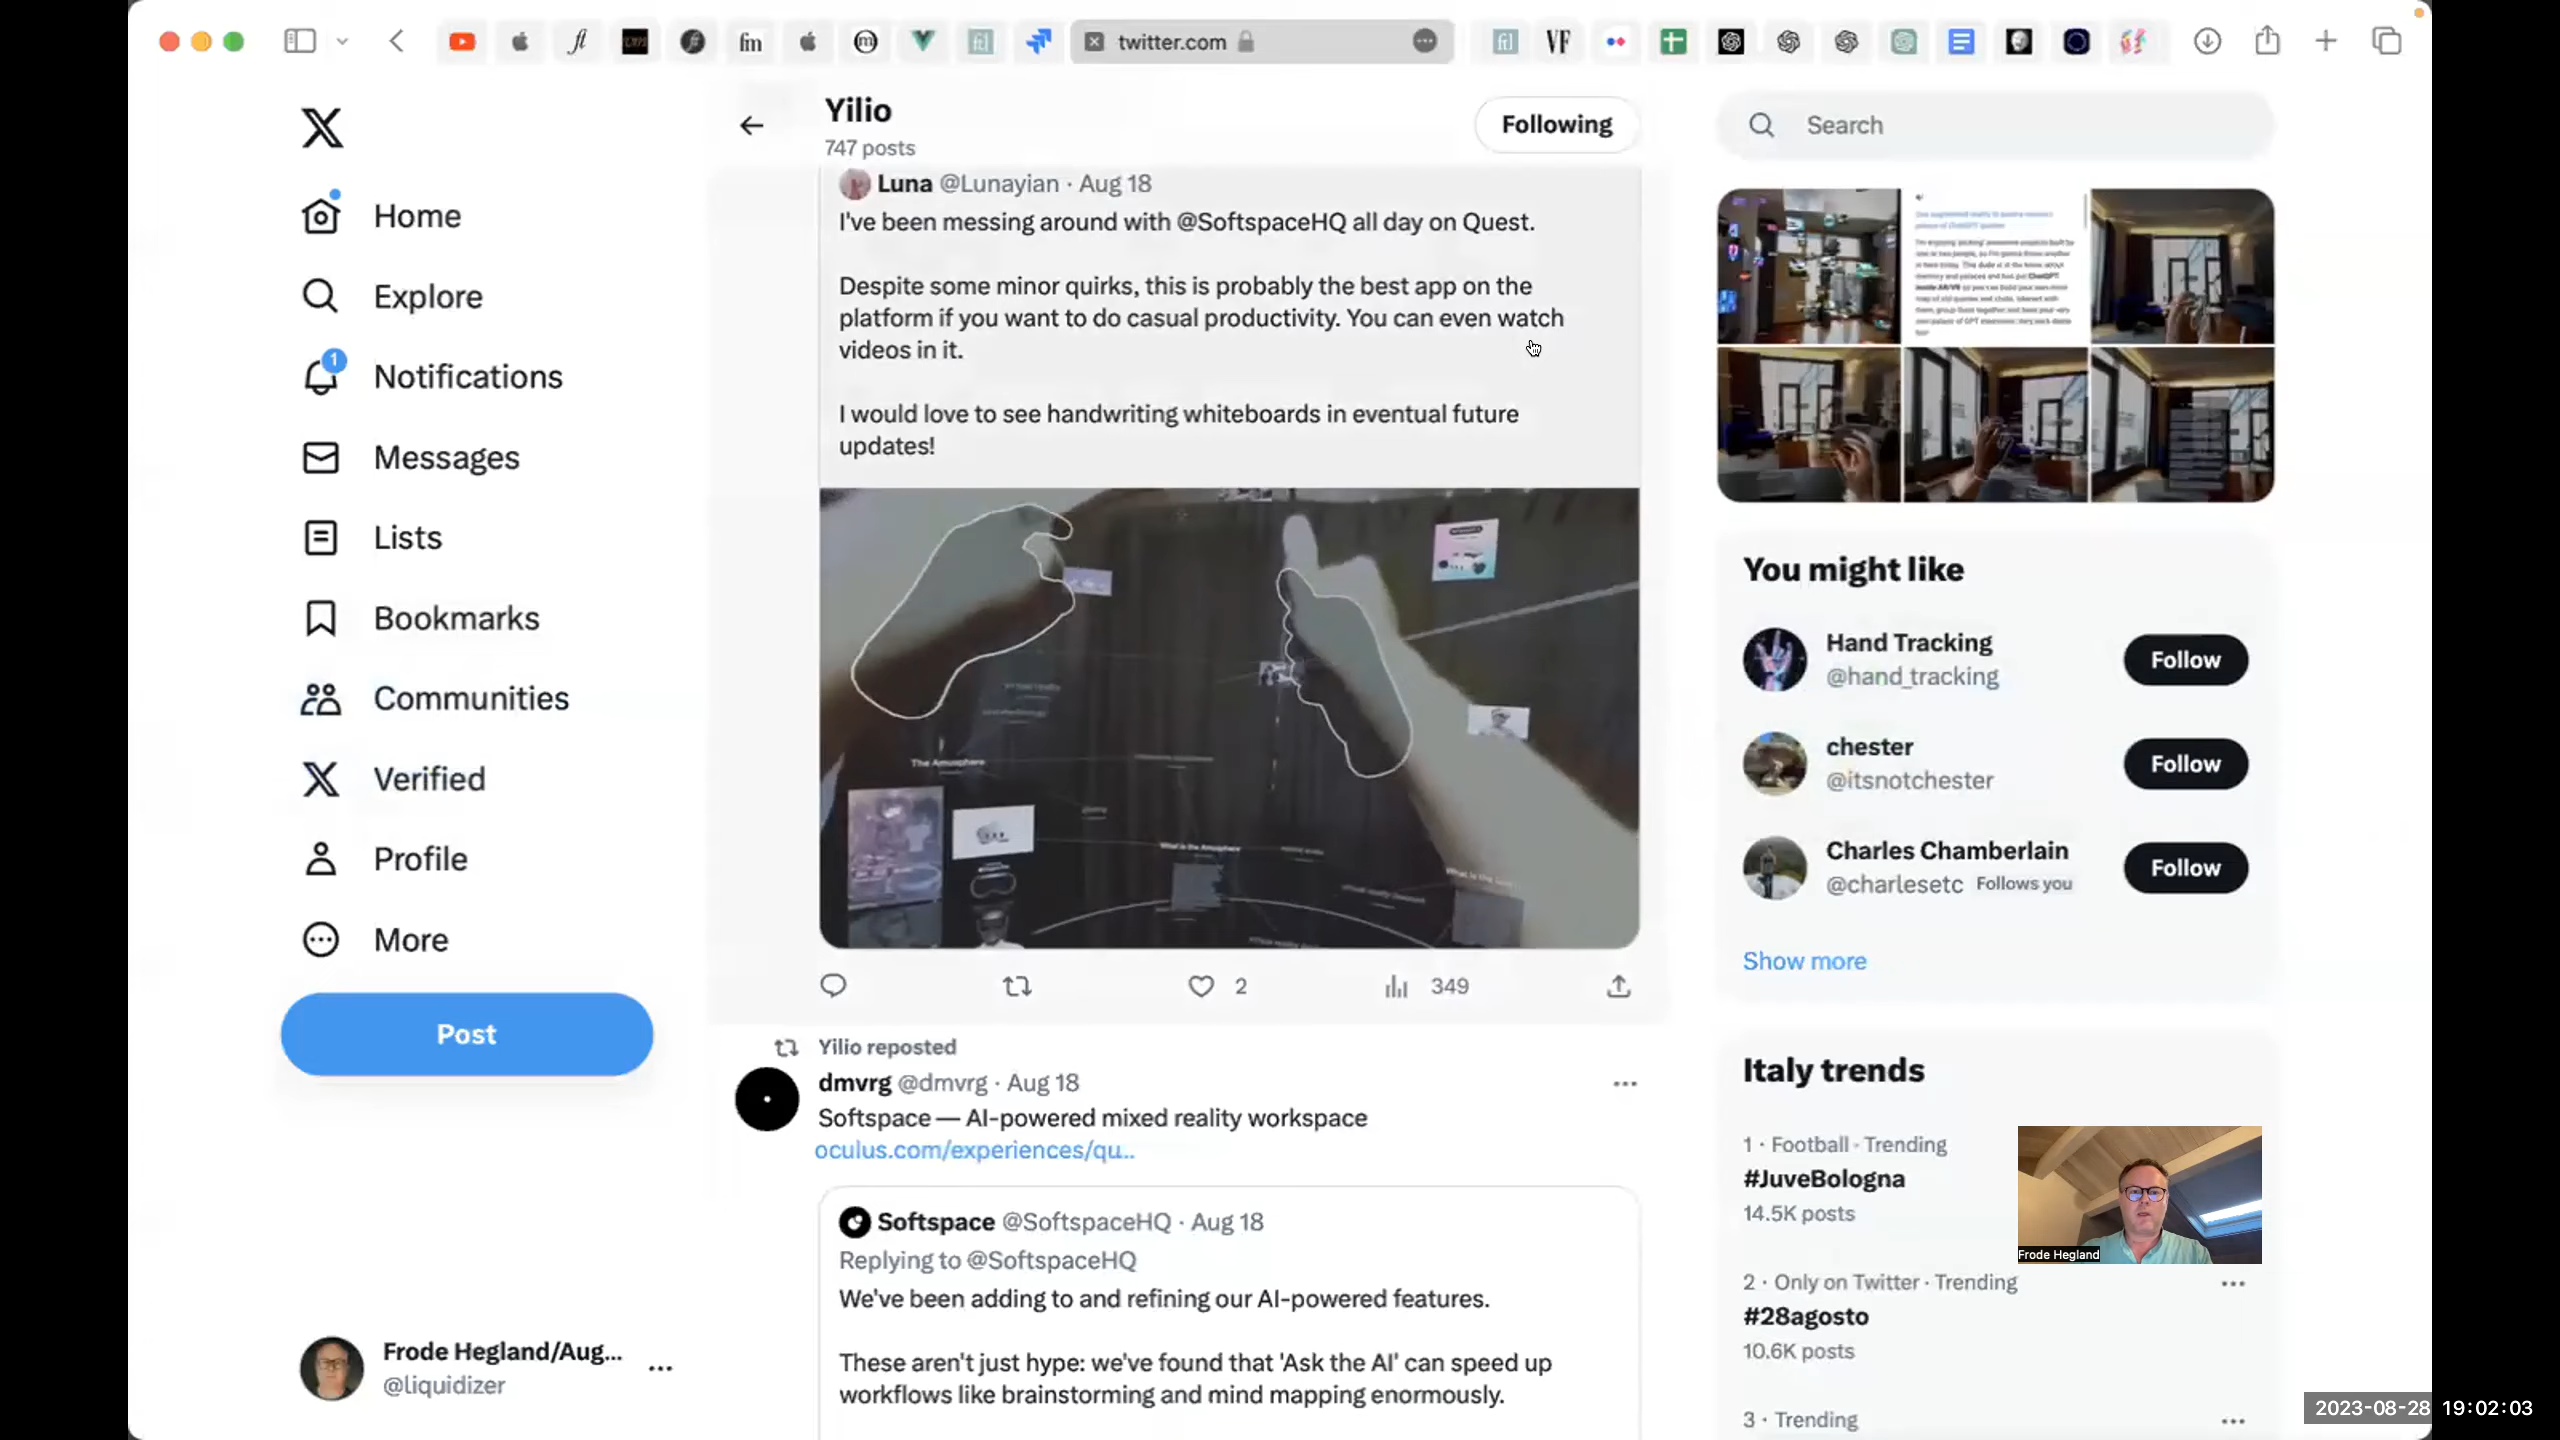 fm
twitter.com
VF
Home
Explore
1
Notifications
Messages
Lists
Bookmarks
Communities
Verified
Profile
More
Post
Frode Hegland/Aug...
@liquidizer
Yilio
747 posts
Following
Luna @Lunayian · Aug 18
I've been messing around with @SoftspaceHQ all day on Quest.
Despite some minor quirks, this is probably the best app on the
platform if you want to do casual productivity. You can even watch
videos in it.
I would love to see handwriting whiteboards in eventual future
updates!
The Amosphere
What is the Amosphere
2
349
Yilio reposted
dmvrg @dmvrg · Aug 18
Softspace — AI-powered mixed reality workspace
oculus.com/experiences/qu...
Softspace @SoftspaceHQ · Aug 18
Replying to @SoftspaceHQ
We've been adding to and refining our AI-powered features.
These aren't just hype: we've found that 'Ask the AI' can speed up
workflows like brainstorming and mind mapping enormously.
Search
You might like
Hand Tracking
@hand_tracking
Follow
chester
@itsnotchester
Follow
Charles Chamberlain
@charlesetc Follows you
Follow
Show more
Italy trends
1 · Football · Trending
#JuveBologna
14.5K posts
Frode Hegland
2 · Only on Twitter · Trending
#28agosto
10.6K posts
3 · Trending
2023-08-28 19:02:03